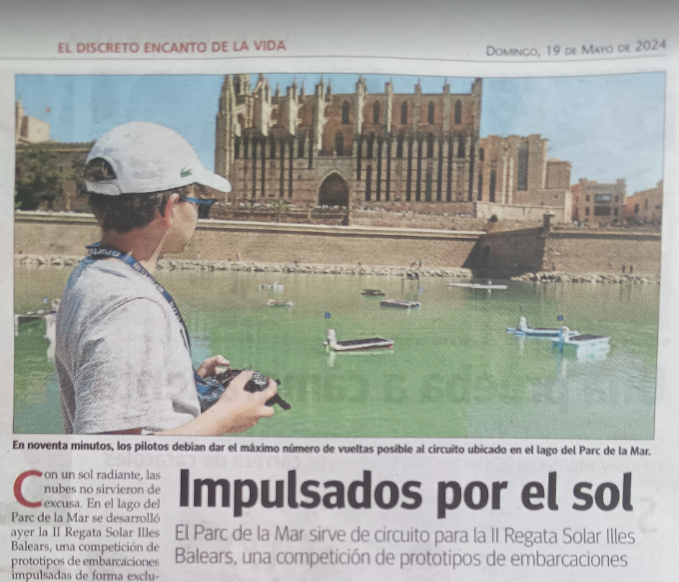 EL DISCRETO ENCANTO DE LA VIDA
DOMINGO, 19 DE MAYO DE 2024
En noventa minutos, los pilotos debían dar el máximo número de vueltas posible al circuito ubicado en el lago del Parc de la Mar.
Impulsados por el sol
El Parc de la Mar sirve de circuito para la II Regata Solar Illes
Balears, una competición de prototipos de embarcaciones
Con un sol radiante, las
nubes no sirvieron de
excusa. En el lago del
Parc de la Mar se desarrolló
ayer la II Regata Solar Illes
Balears, una competición de
prototipos de embarcaciones
impulsadas de forma exclu-